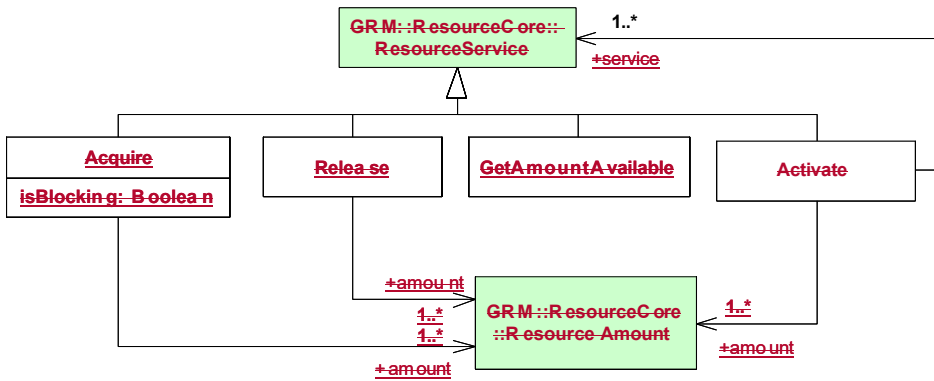 GRM::ResourceCore::
ResourceService
1..*
+service
Acquire
isBlocking: Boolean
Release
GetAmountAvailable
Activate
+amount
1..*
1..*
+amount
GRM::ResourceCore
::Resource Amount
1..*
+amount